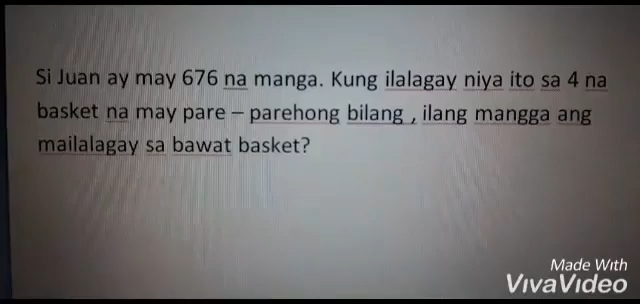 Si Juan ay may 676 na manga. Kung ilalagay niya ito sa 4 na
basket na may pare – parehong bilang , ilang mangga ang
mailalagay sa bawat basket?
Made With
VivaVideo